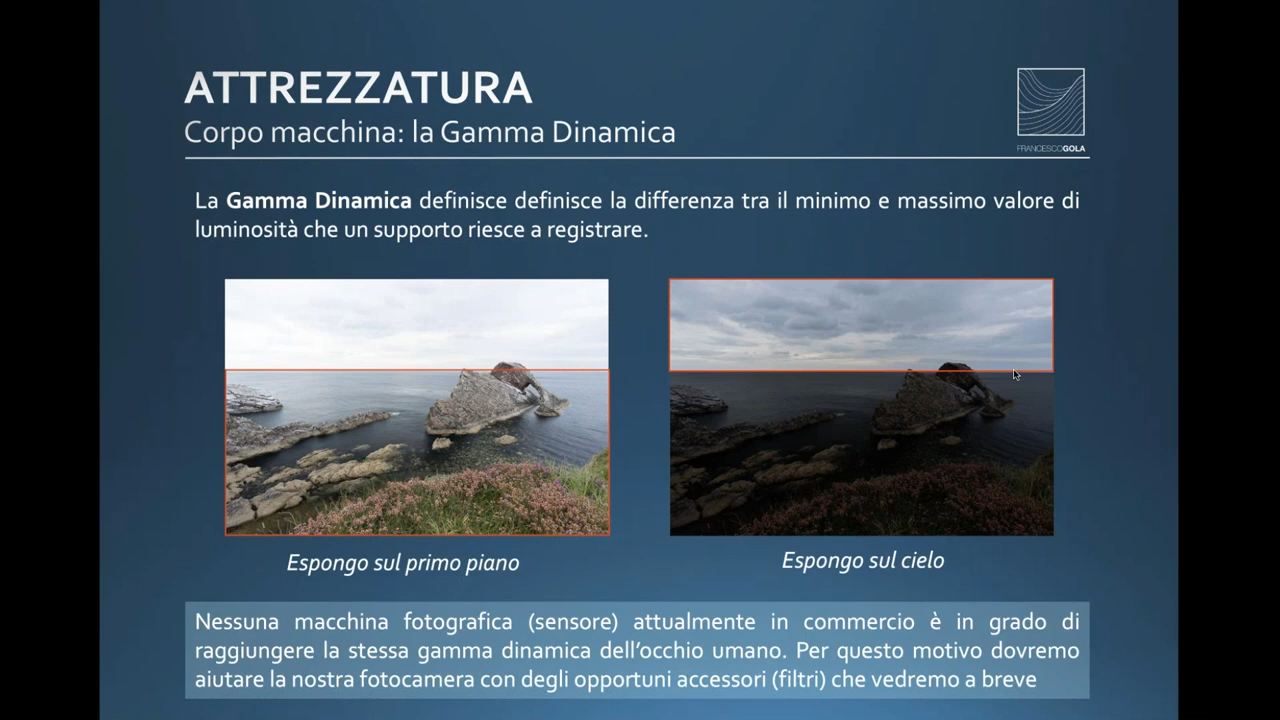 ATTREZZATURA
Corpo macchina: la Gamma Dinamica
FRANCESCOGOLA
La Gamma Dinamica definisce definisce la differenza tra il minimo e massimo valore di
luminosità che un supporto riesce a registrare.
Espongo sul primo piano
Espongo sul cielo
Nessuna macchina fotografica (sensore) attualmente in commercio è in grado di
raggiungere la stessa gamma dinamica dell'occhio umano. Per questo motivo dovremo
aiutare la nostra fotocamera con degli opportuni accessori (filtri) che vedremo a breve